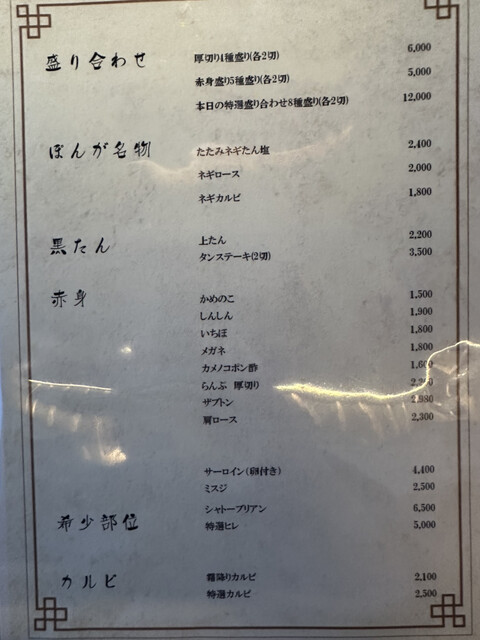 盛り合わせ 厚切り4種盛り(各2切) 6,000
赤身盛り5種盛り(各2切) 5,000
本日の特選盛り合わせ8種盛り(各2切) 12,000
ぽんが名物 たたみネギたん塩 2,400
ネギロース 2,000
ネギカルビ 1,800
黒たん 上たん 2,200
タンステーキ(2切) 3,500
赤身 かめのこ 1,500
しんしん 1,900
いちぼ 1,800
メガネ 1,800
カメノコポン酢
らんぷ 厚切り
ザブトン 2,980
肩ロース 2,300
サーロイン(卵付き) 4,400
ミスジ 2,500
希少部位 シャトーブリアン 6,500
特選ヒレ 5,000
カルビ 霜降りカルビ 2,100
特選カルビ 2,500